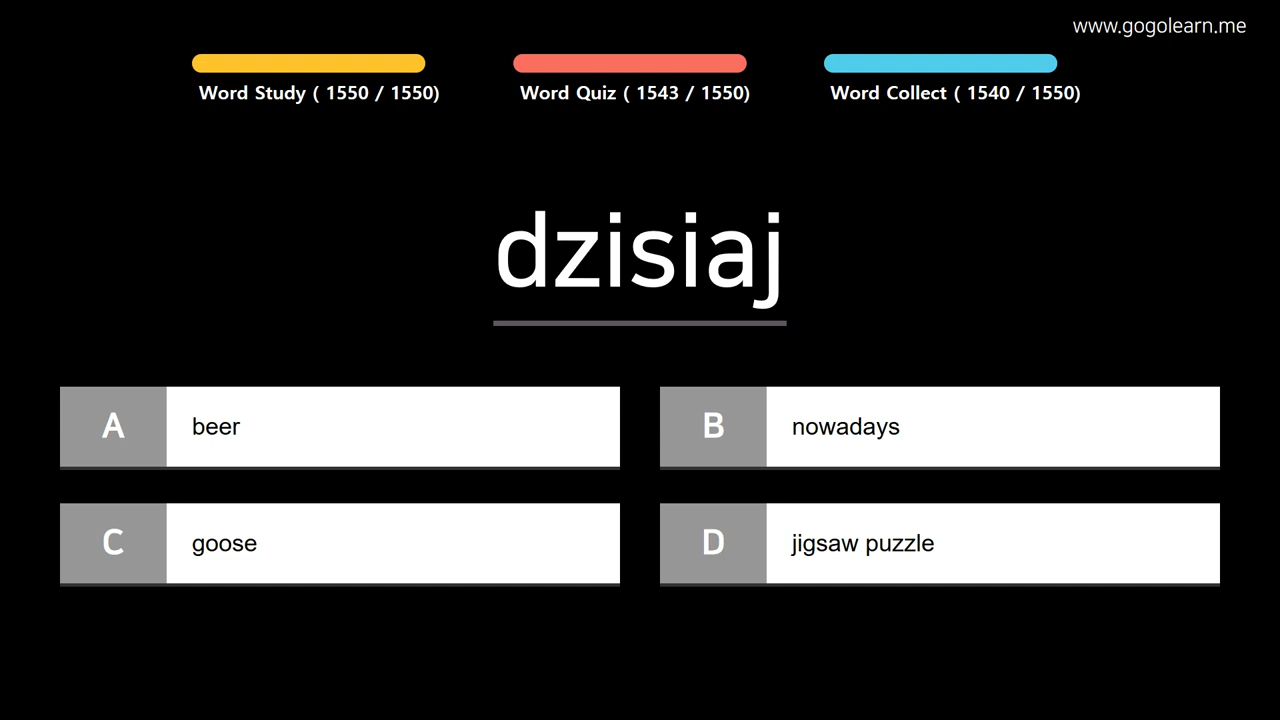 www.gogolearn.me
Word Study ( 1550 / 1550)
Word Quiz ( 1543 / 1550)
Word Collect ( 1540 / 1550)
dzisiaj
A beer
B nowadays
C goose
D jigsaw puzzle